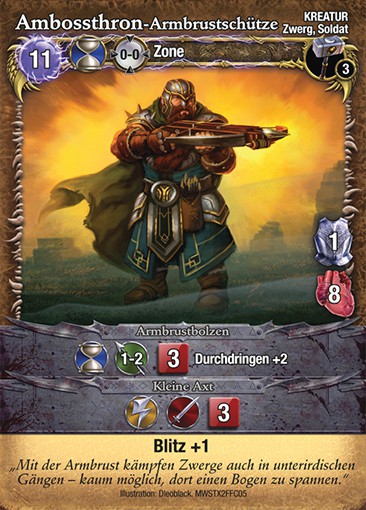 Ambossthron-Armbrustschütze
KREATUR
Zwerg, Soldat
11
0-0
Zone
3
1
8
Armbrustbolzen
1-2
3
Durchdringen +2
Kleine Axt
3
Blitz +1
„Mit der Armbrust kämpfen Zwerge auch in unterirdischen
Gängen – kaum möglich, dort einen Bogen zu spannen.“
Illustration: Dleoblack. MWSTX2FFC05